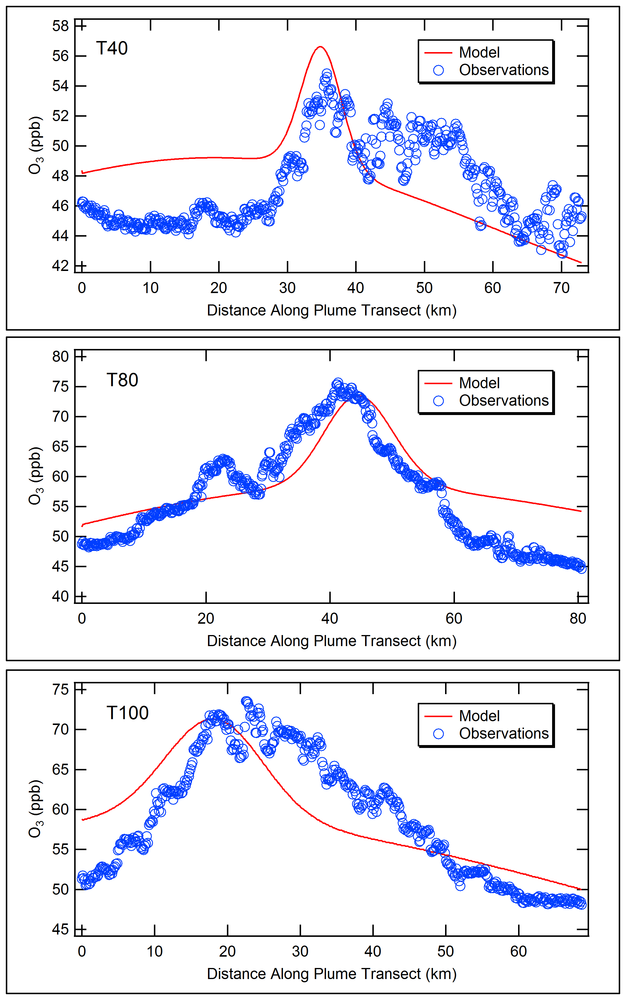 T40
Model
Observations
O3 (ppb)
58
56
54
52
50
48
46
44
42
0 10 20 30 40 50 60 70
Distance Along Plume Transect (km)
T80
Model
Observations
O3 (ppb)
80
75
70
65
60
55
50
45
40
0 20 40 60 80
Distance Along Plume Transect (km)
T100
Model
Observations
O3 (ppb)
75
70
65
60
55
50
45
0 10 20 30 40 50 60
Distance Along Plume Transect (km)